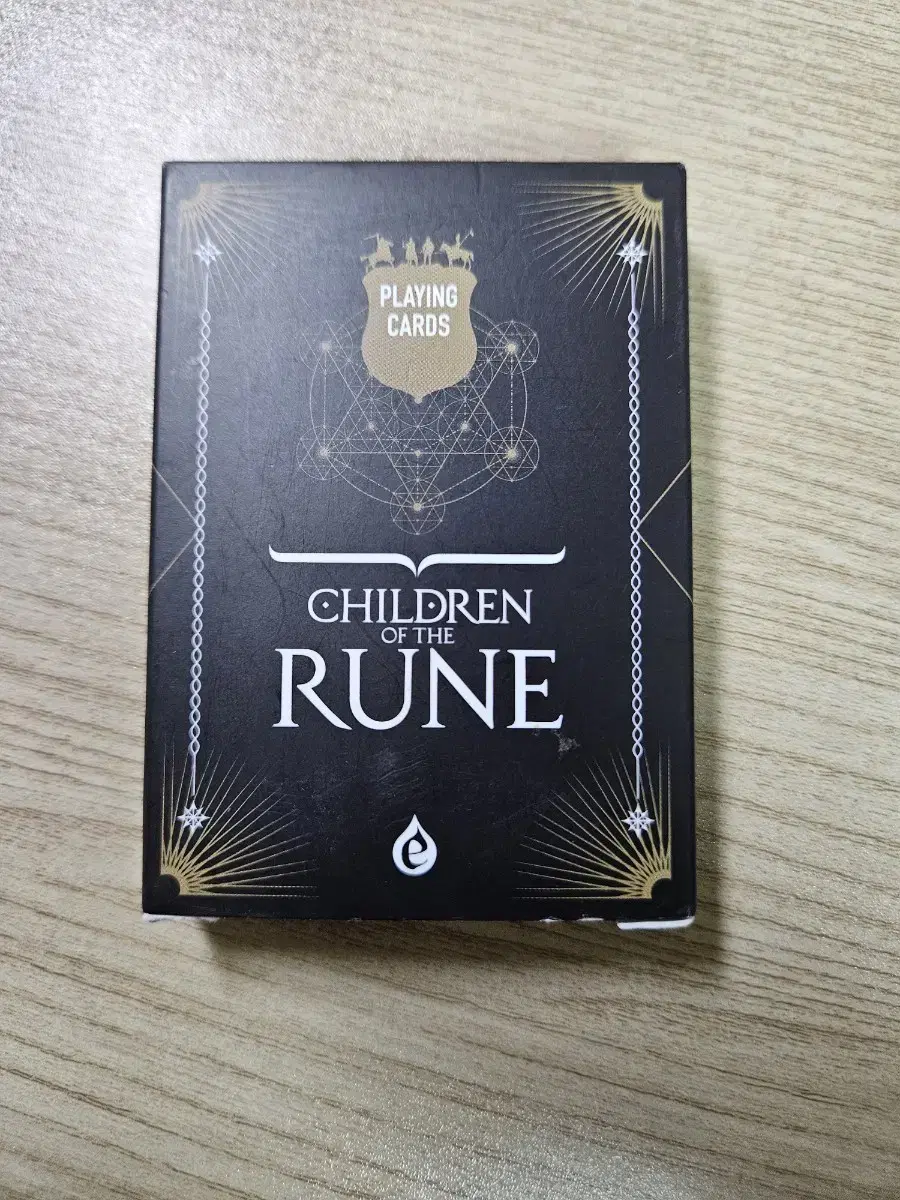 PLAYING
CARDS
CHILDREN
OF THE
RUNE
e